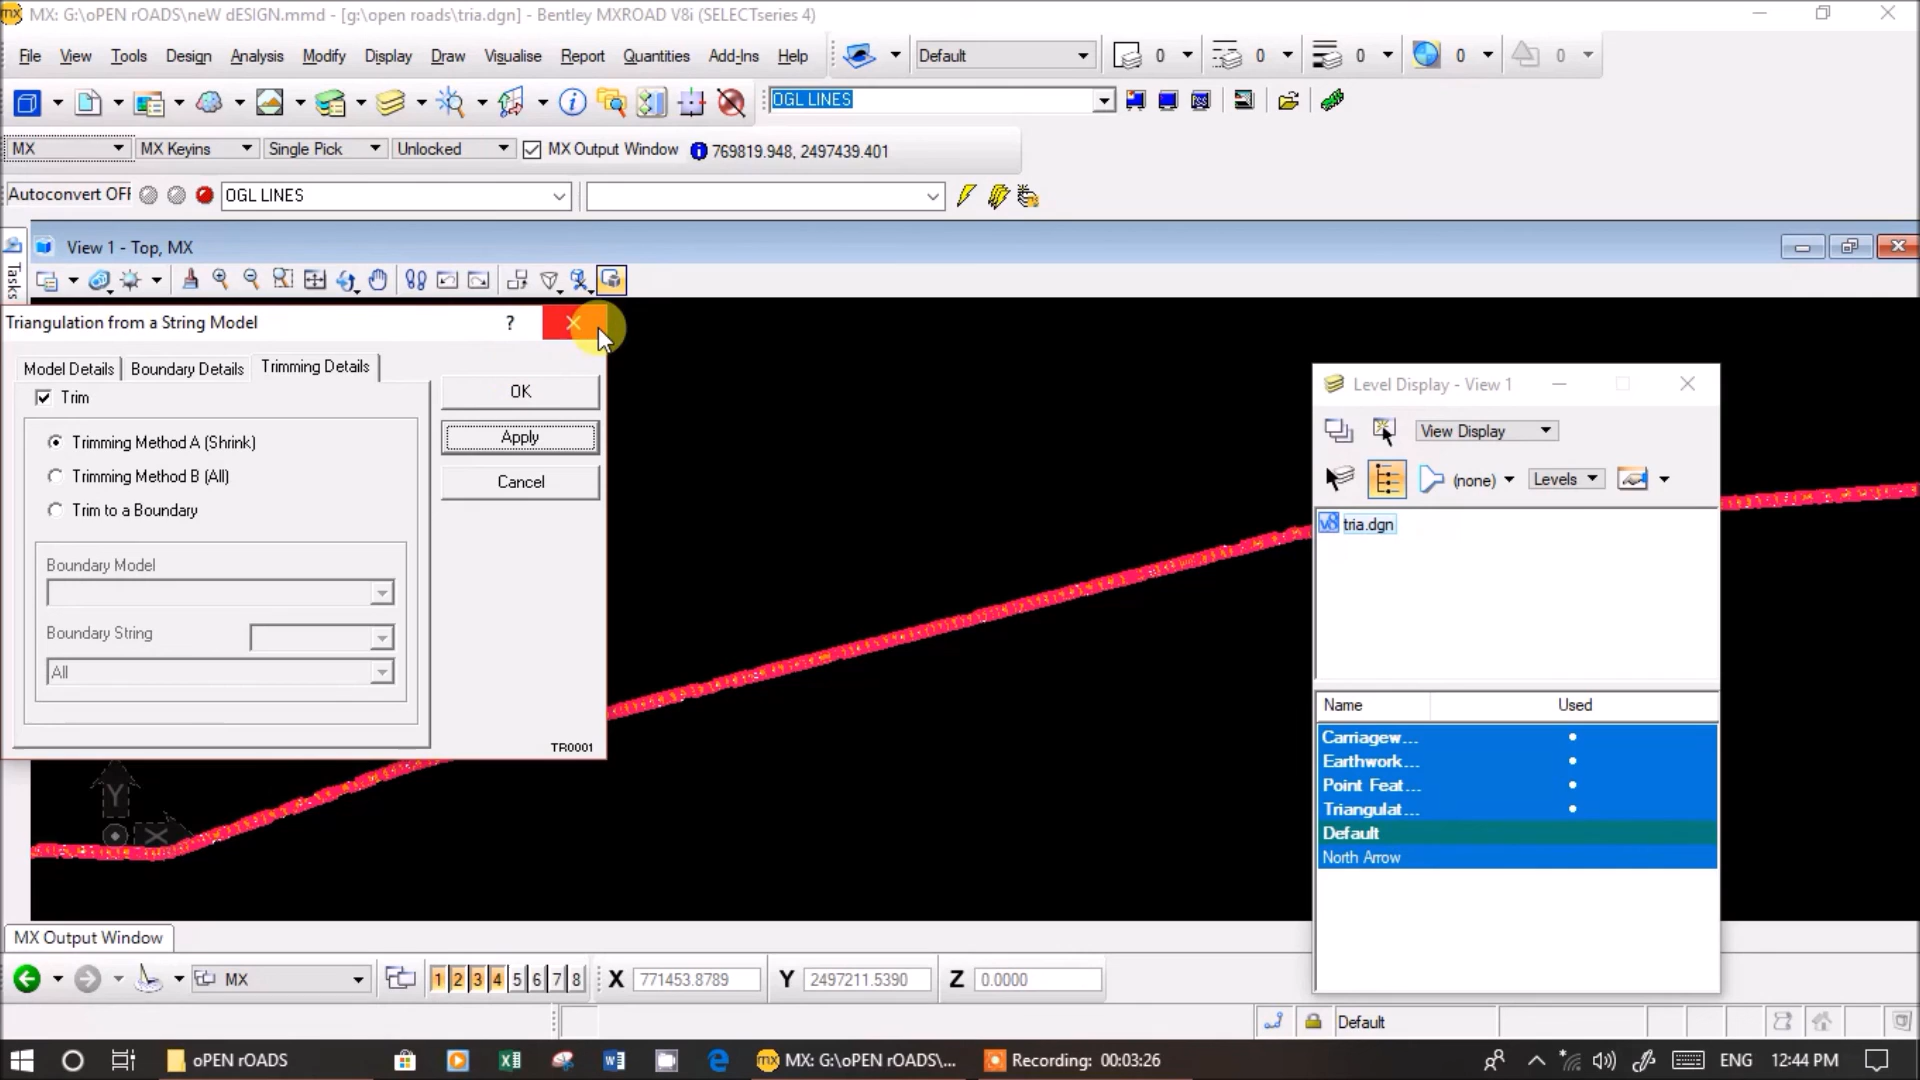 MX: G:\oPEN rOADS\neW dESIGN.mmd - [g:\open roads\tria.dgn] - Bentley MXROAD V8i (SELECTseries 4)
File View Tools Design Analysis Modify Display Draw Visualise Report Quantities Add-Ins Help Default 0 0 0 0 0
OGL LINES
MX MX Keyins Single Pick Unlocked MX Output Window 769819.948, 2497439.401
Autoconvert OFF OGL LINES
Tasks
View 1 - Top, MX
Triangulation from a String Model ?
Model Details Boundary Details Trimming Details
Trim
Trimming Method A (Shrink)
Trimming Method B (All)
Trim to a Boundary
Boundary Model
Boundary String
All
OK
Apply
Cancel
TR0001
Y
X
Level Display - View 1
View Display
(none) Levels
V8 tria.dgn
Name Used
Carriagew...
Earthwork...
Point Feat...
Triangulat...
Default
North Arrow
MX Output Window
MX 1 2 3 4 5 6 7 8 X 771453.8789 Y 2497211.5390 Z 0.0000
Default
oPEN rOADS MX: G:\oPEN rOADS\... Recording: 00:03:26 ENG 12:44 PM